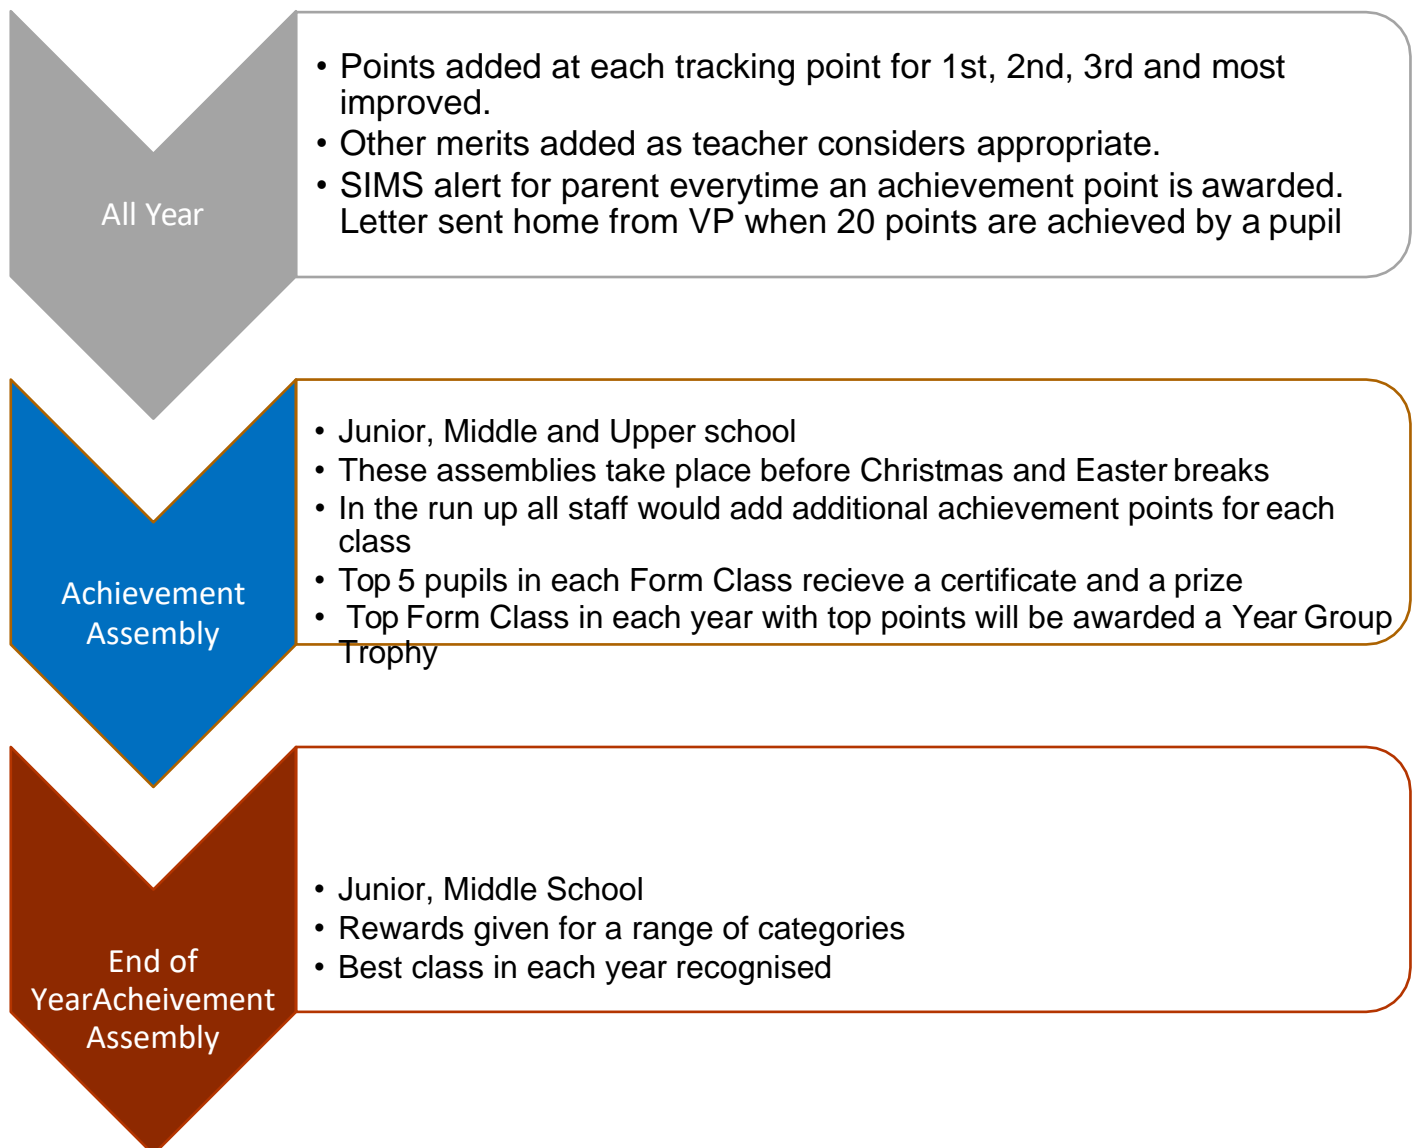 All Year
• Points added at each tracking point for 1st, 2nd, 3rd and most
improved.
• Other merits added as teacher considers appropriate.
• SIMS alert for parent everytime an achievement point is awarded.
Letter sent home from VP when 20 points are achieved by a pupil
Achievement
Assembly
• Junior, Middle and Upper school
• These assemblies take place before Christmas and Easter breaks
• In the run up all staff would add additional achievement points for each
class
• Top 5 pupils in each Form Class recieve a certificate and a prize
• Top Form Class in each year with top points will be awarded a Year Group
Trophy
End of
YearAcheivement
Assembly
• Junior, Middle School
• Rewards given for a range of categories
• Best class in each year recognised